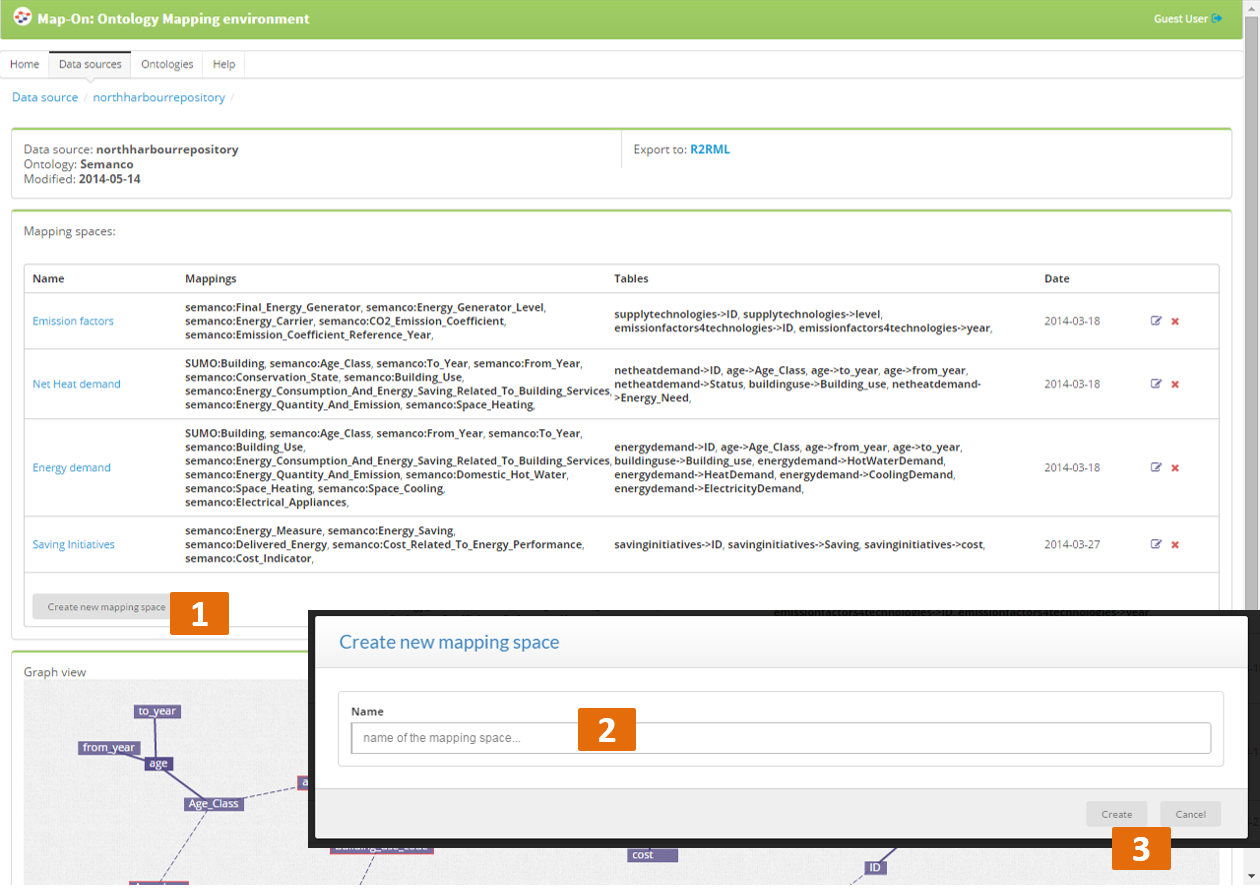 Map-On: Ontology Mapping environment
Guest User
Home
Data sources
Ontologies
Help
Data source / northharbourrepository /
Data source: northharbourrepository
Ontology: Semanco
Modified: 2014-05-14
Export to: R2RML
Mapping spaces:
Name
Mappings
Tables
Date
Emission factors
semanco:Final_Energy_Generator, semanco:Energy_Generator_Level,
semanco:Energy_Carrier, semanco:CO2_Emission_Coefficient,
semanco:Emission_Coefficient_Reference_Year,
supplytechnologies->ID, supplytechnologies->level,
emissionfactors4technologies->ID, emissionfactors4technologies->year,
2014-03-18
Net Heat demand
SUMO:Building, semanco:Age_Class, semanco:To_Year, semanco:From_Year,
semanco:Conservation_State, semanco:Building_Use,
semanco:Energy_Consumption_And_Energy_Saving_Related_To_Building_Services,
semanco:Energy_Quantity_And_Emission, semanco:Space_Heating,
netheatdemand->ID, age->Age_Class, age->to_year, age->from_year,
netheatdemand->Status, buildinguse->Building_use, netheatdemand-
>Energy_Need,
2014-03-18
Energy demand
SUMO:Building, semanco:Age_Class, semanco:From_Year, semanco:To_Year,
semanco:Building_Use,
semanco:Energy_Consumption_And_Energy_Saving_Related_To_Building_Services,
semanco:Energy_Quantity_And_Emission, semanco:Domestic_Hot_Water,
semanco:Space_Heating, semanco:Space_Cooling,
semanco:Electrical_Appliances,
energydemand->ID, age->Age_Class, age->from_year, age->to_year,
buildinguse->Building_use, energydemand->HotWaterDemand,
energydemand->HeatDemand, energydemand->CoolingDemand,
energydemand->ElectricityDemand,
2014-03-18
Saving Initiatives
semanco:Energy_Measure, semanco:Energy_Saving,
semanco:Delivered_Energy, semanco:Cost_Related_To_Energy_Performance,
semanco:Cost_Indicator,
savinginitiatives->ID, savinginitiatives->Saving, savinginitiatives->cost,
2014-03-27
Create new mapping space
1
emissionfactors4technologies->ID, emissionfactors4technologies->year,
Create new mapping space
Name
name of the mapping space...
2
Create
Cancel
3
Graph view
to_year
from_year
age
Age_Class
building_use_code
cost
ID